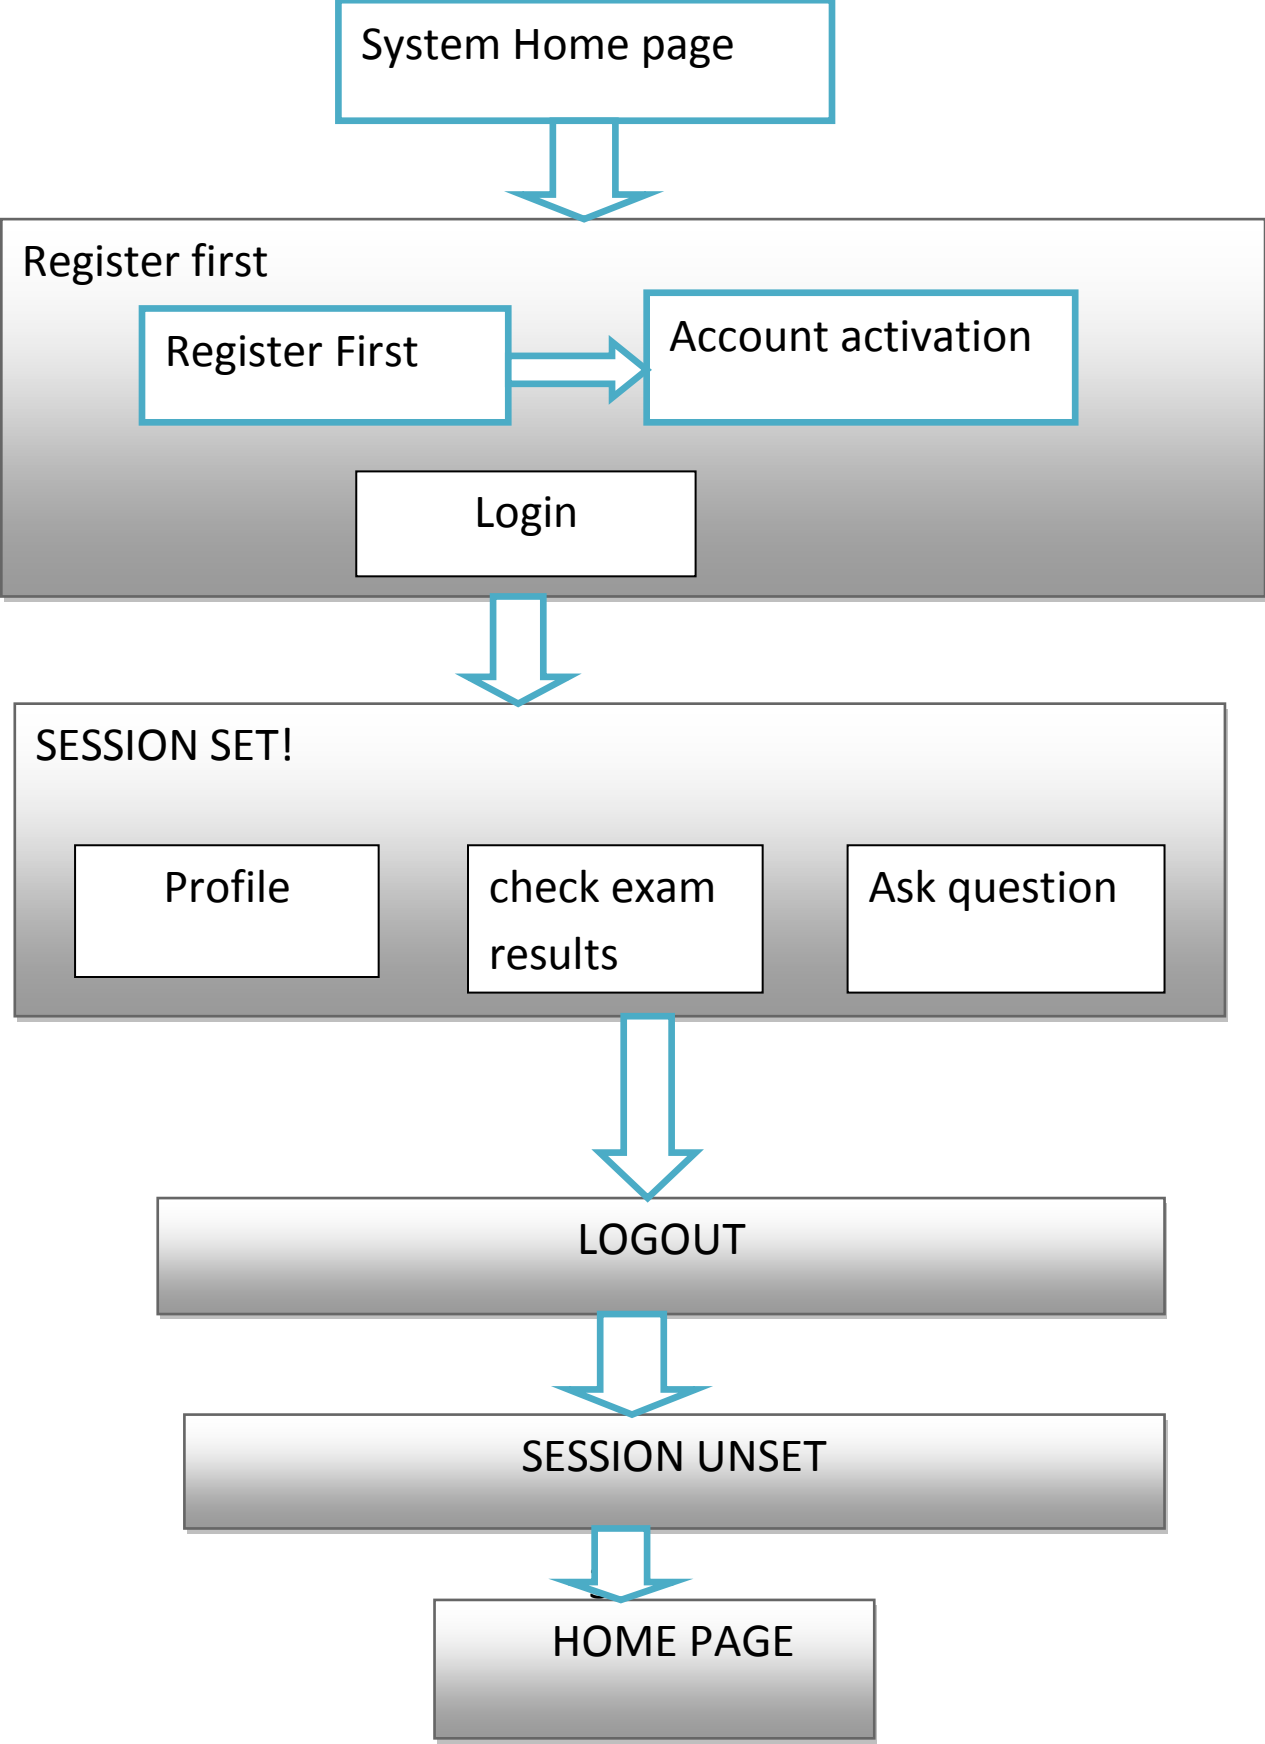 System Home page
Register first
Register First
Account activation
Login
SESSION SET!
Profile
check exam
results
Ask question
LOGOUT
SESSION UNSET
HOME PAGE